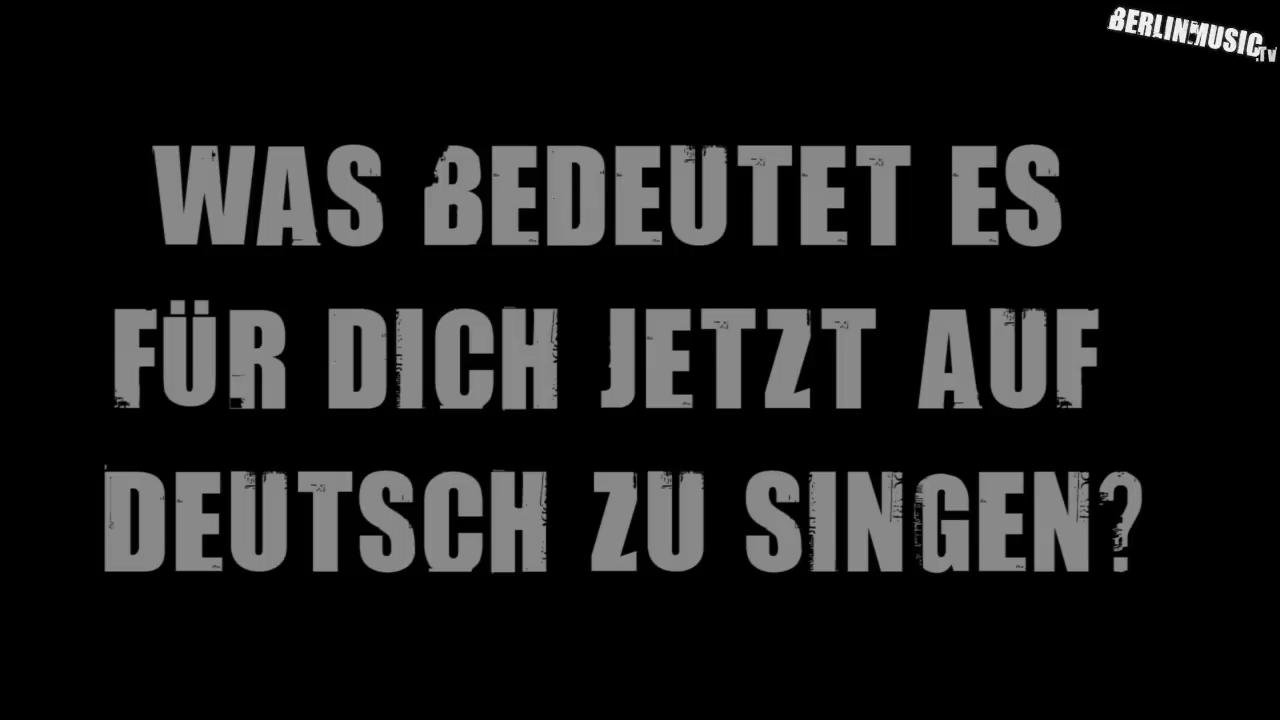 BERLINMUSIC.TV
WAS BEDEUTET ES
FÜR DICH JETZT AUF
DEUTSCH ZU SINGEN?